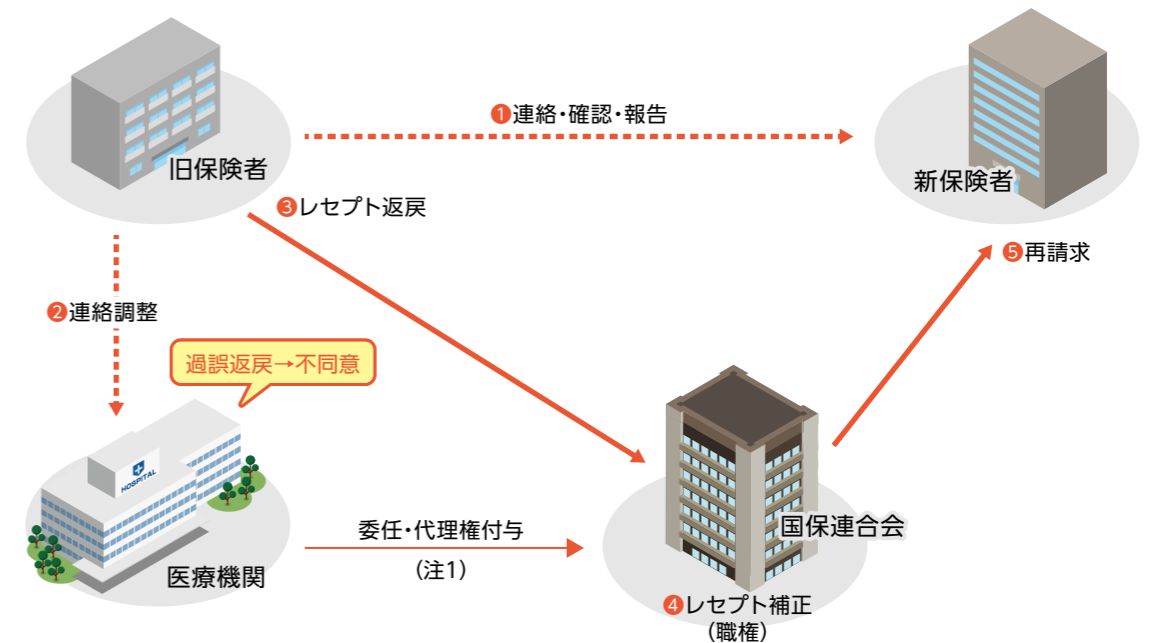 ❶連絡・確認・報告
旧保険者
新保険者
❸レセプト返戻
❺再請求
❷連絡調整
過誤返戻→不同意
HOSPITAL
国保連合会
委任・代理権付与
（注1）
医療機関
❹レセプト補正
（職権）